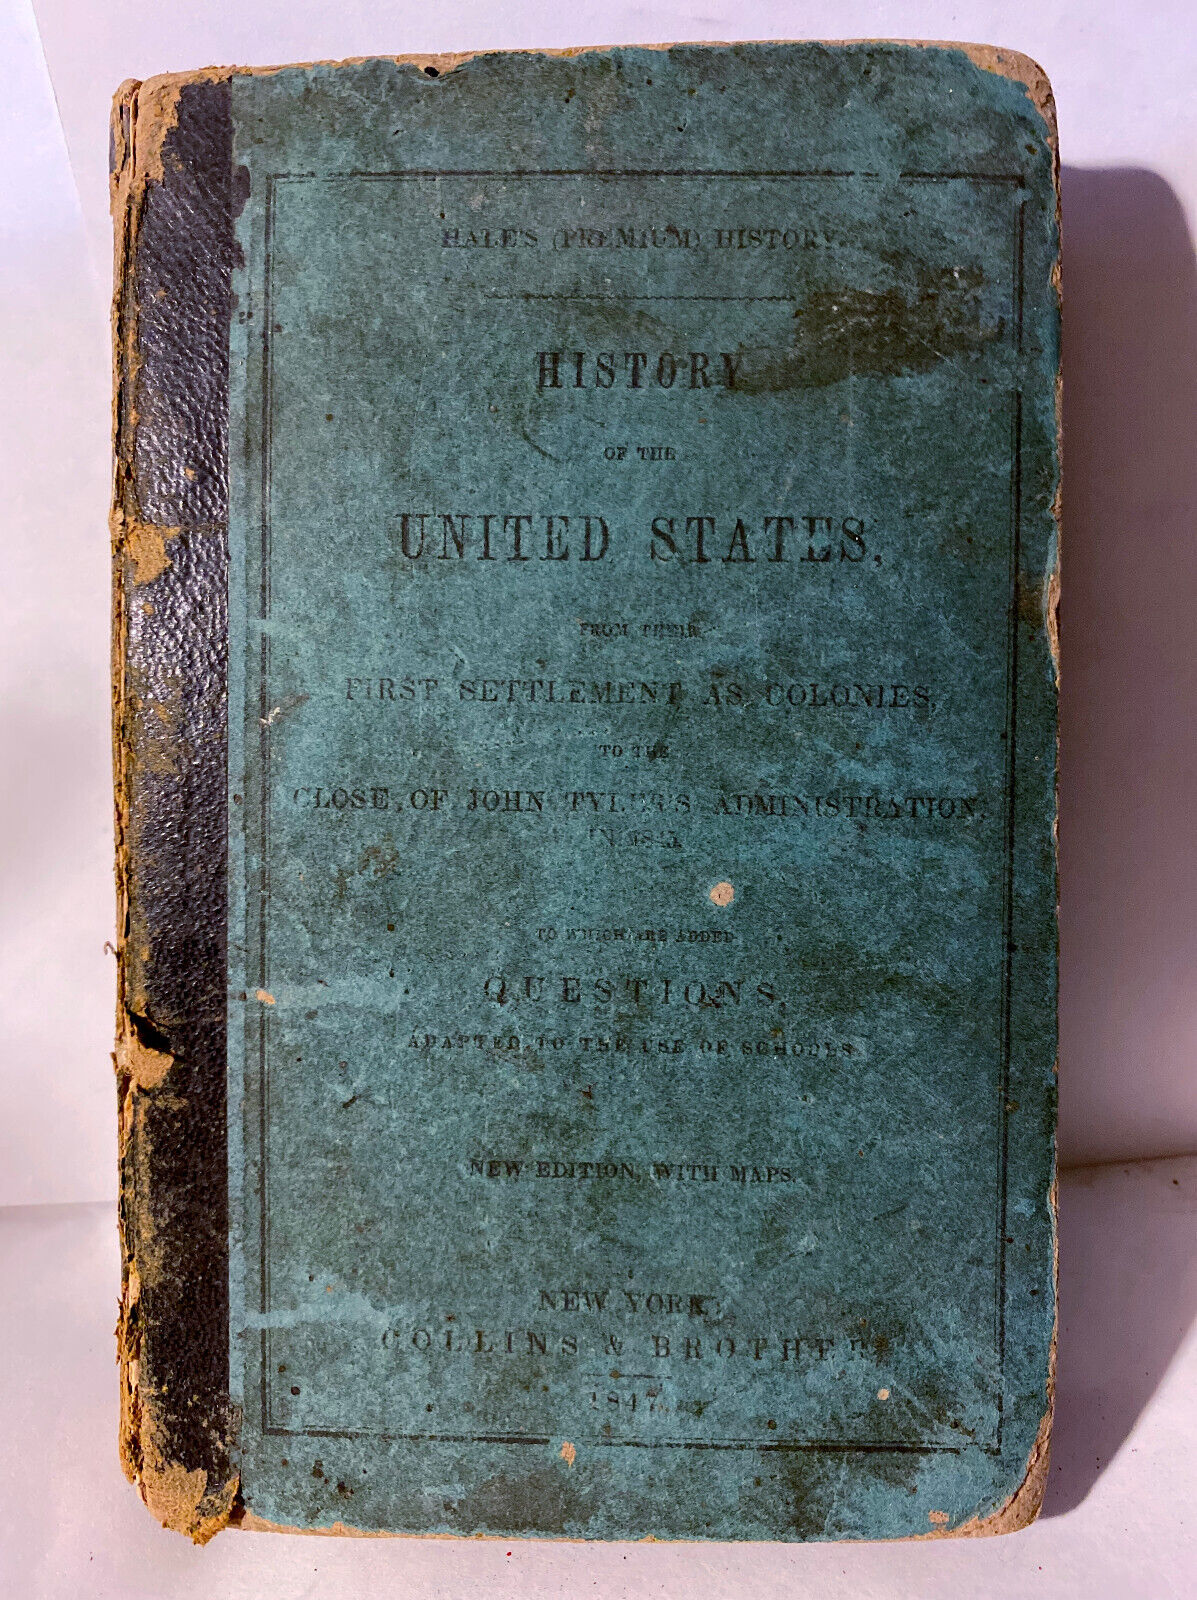 HALE'S (PREMIUM) HISTORY.
HISTORY
OF THE
UNITED STATES,
FROM THEIR
FIRST SETTLEMENT AS COLONIES,
TO THE
CLOSE OF JOHN TYLER'S ADMINISTRATION,
IN 1845.
TO WHICH ARE ADDED
QUESTIONS,
ADAPTED TO THE USE OF SCHOOLS.
NEW EDITION, WITH MAPS.
NEW YORK:
COLLINS & BROTHER,
1847.